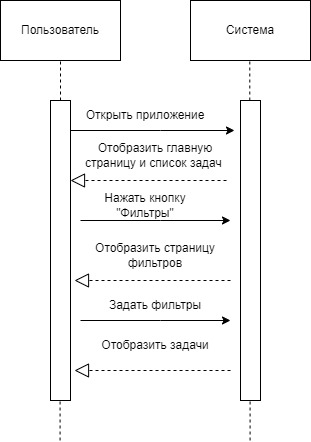 Пользователь
Система
Открыть приложение
Отобразить главную
страницу и список задач
Нажать кнопку
"Фильтры"
Отобразить страницу
фильтров
Задать фильтры
Отобразить задачи